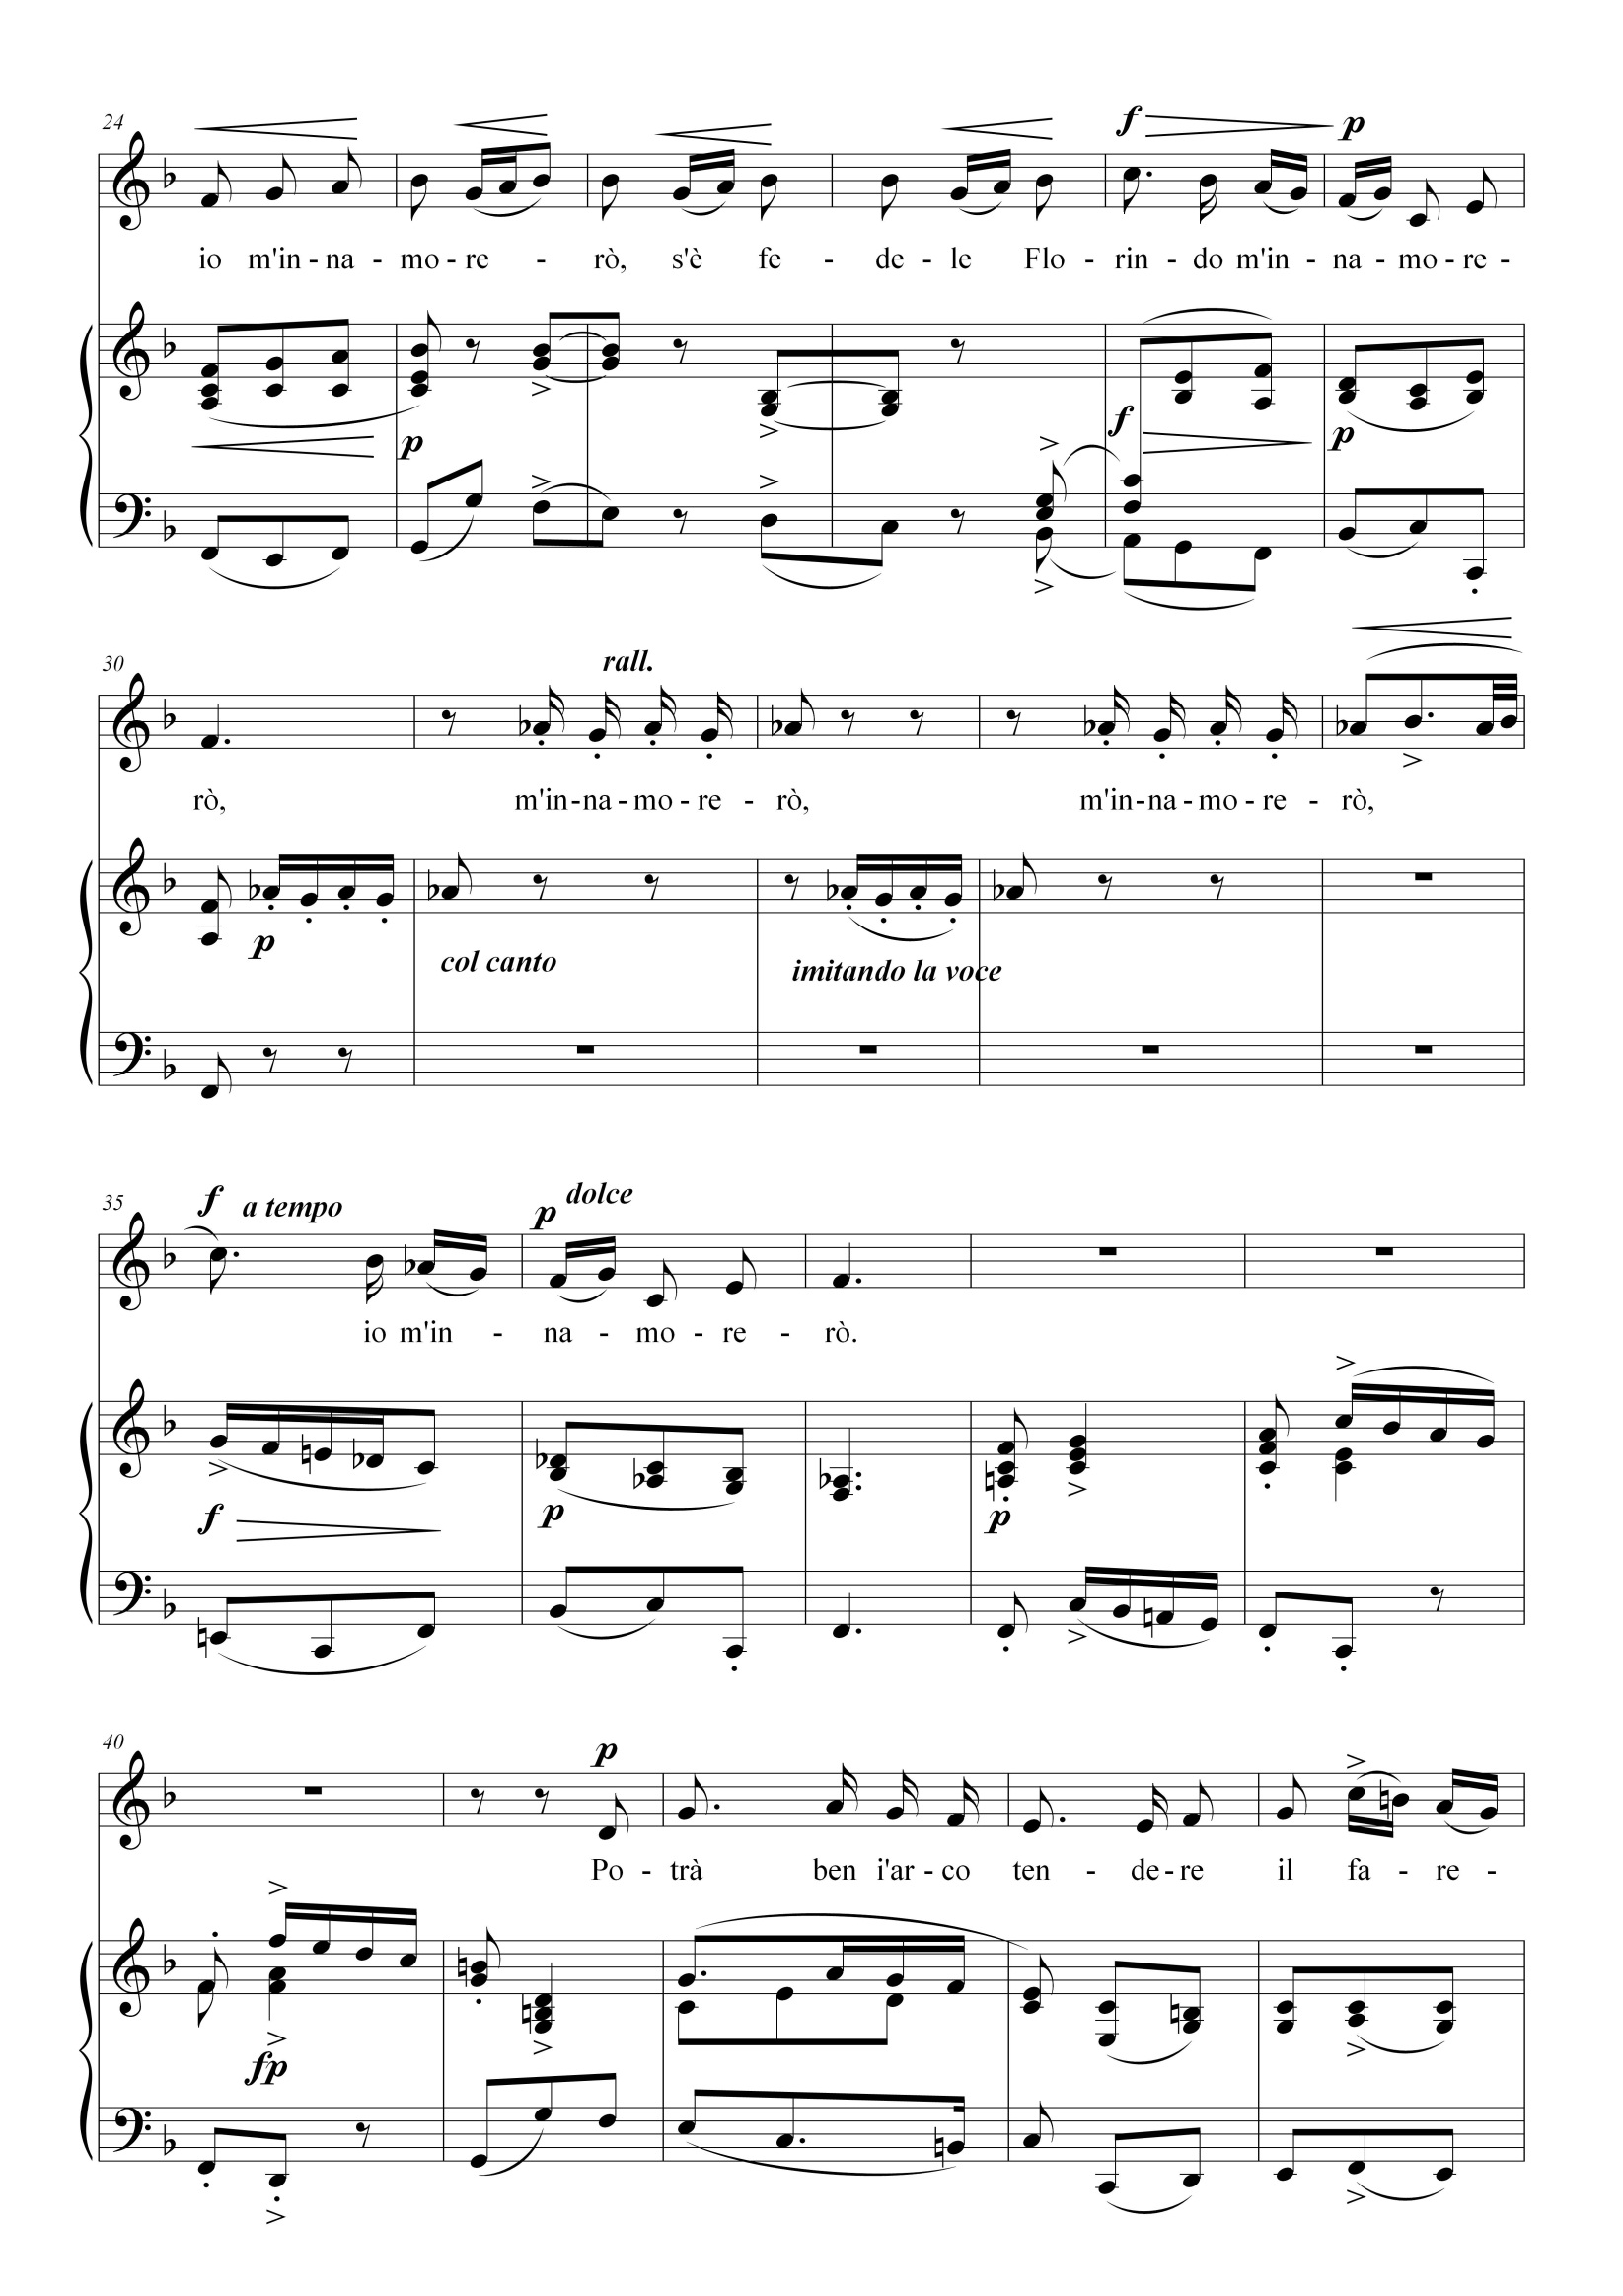 24
f p
io m'in - na - mo - re - rò, s'è fe - de - le Flo - rin - do m'in - na - mo - re -
p f p
30
rall.
rò, m'in - na - mo - re - rò, m'in - na - mo - re - rò,
p col canto imitando la voce
35
f a tempo p dolce
io m'in - na - mo - re - rò.
f p p
40
p
Po - trà ben i'ar - co ten - de - re il fa - re -
fp